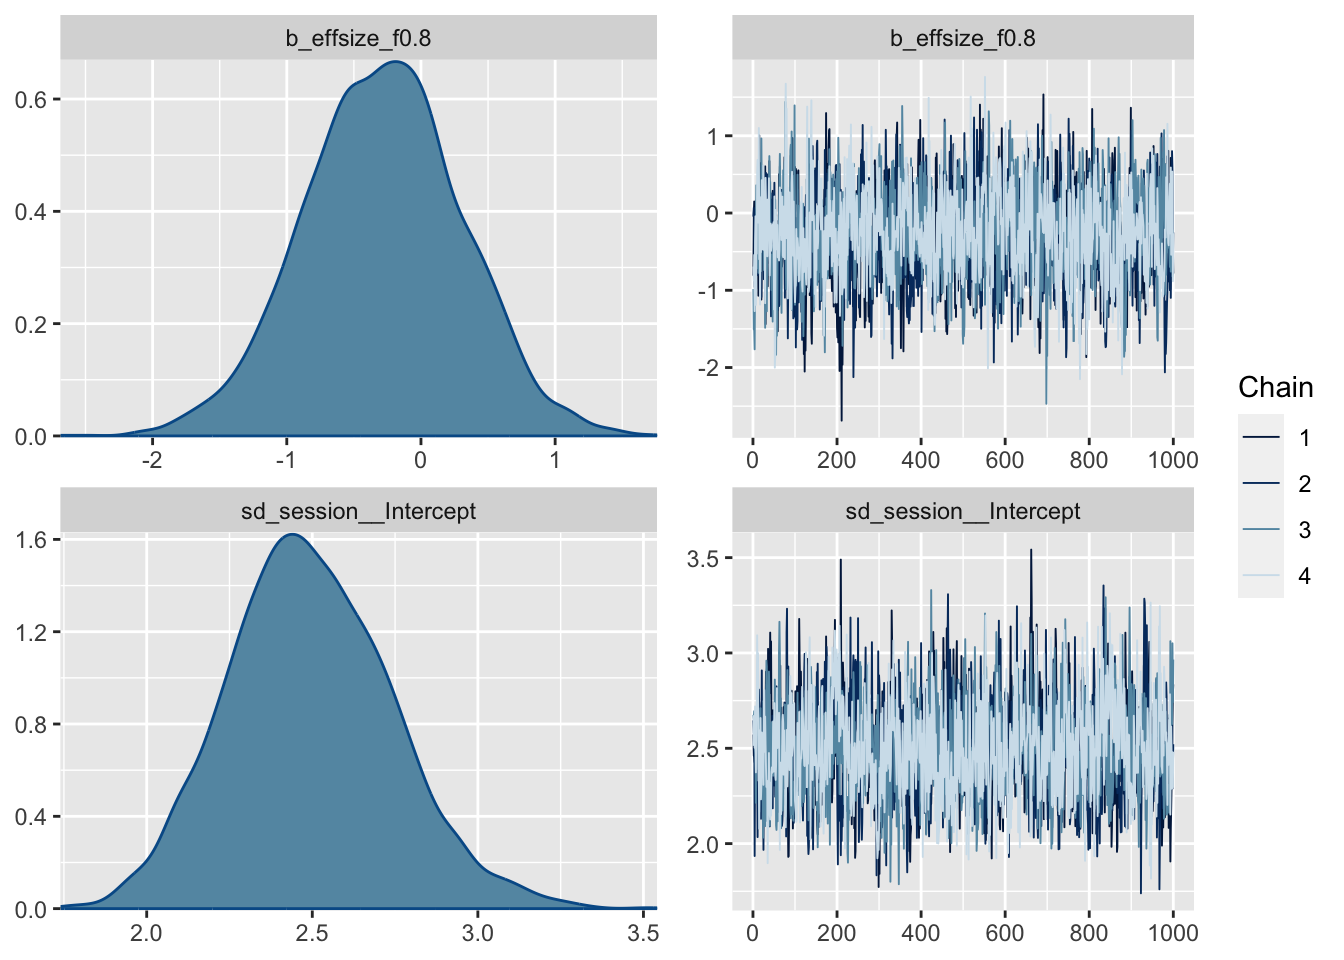 b_effsize_f0.8
0.6
0.4
0.2
0.0
-2 -1 0 1
b_effsize_f0.8
1
0
-1
-2
0 200 400 600 800 1000
sd_session__Intercept
1.6
1.2
0.8
0.4
0.0
2.0 2.5 3.0 3.5
sd_session__Intercept
3.5
3.0
2.5
2.0
0 200 400 600 800 1000
Chain
1
2
3
4